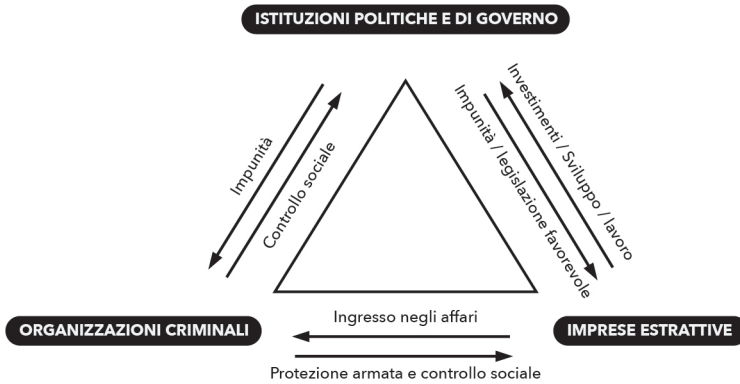 ISTITUZIONI POLITICHE E DI GOVERNO
Impunità
Controllo sociale
Impunità / legislazione favorevole
Investimenti / Sviluppo / lavoro
ORGANIZZAZIONI CRIMINALI
Ingresso negli affari
IMPRESE ESTRATTIVE
Protezione armata e controllo sociale